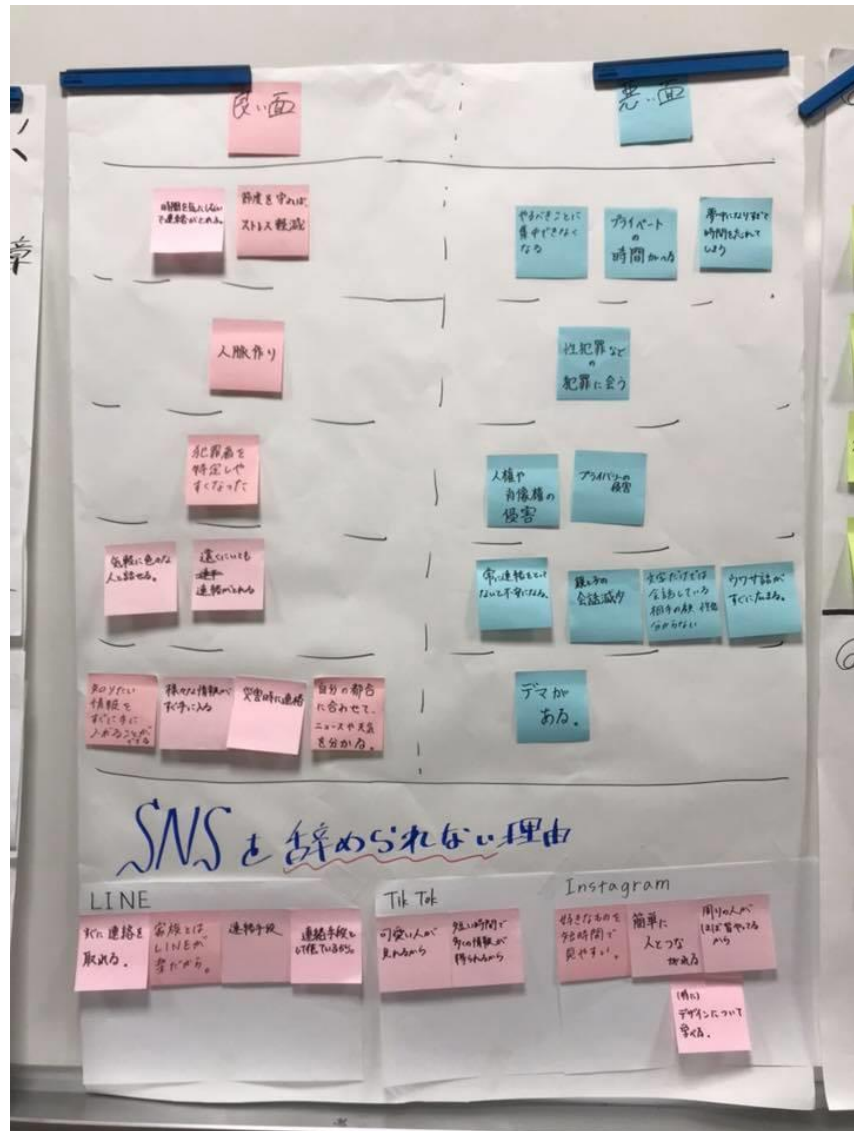 良い面
悪い面
時間を気にしない
で連絡がとれる。
節度を守れば、
ストレス軽減
やるべきことに
集中できなく
なる
プライベート
の
時間がへる
夢中になりすぎて
時間を忘れて
しまう
人脈作り
性犯罪など
の
犯罪に会う
犯罪者を
特定しや
すくなった
人権や
肖像権の
侵害
プライバシーの
侵害
気軽に色々な
人と話せる。
遠くにいても
連絡がとれる
常に連絡をとって
ないと不安になる。
親と子の
会話減少
文字だけでは
会話している
相手の顔 性格
分からない
ウワサ話が
すぐに広まる。
知りたい
情報を
すぐに手に
入れることが
できる
様々な情報が
すぐ手に入る
災害時に連絡
自分の都合
に合わせて、
ニュースや天気
を分かる。
デマが
ある。
SNSを辞められない理由
LINE
すぐに連絡を
取れる。
家族とは、
LINEが
楽だから。
連絡手段
連絡手段と
して使っているから。
Tik Tok
可愛い人が
見れるから
短い時間で
多くの情報が
得られるから
Instagram
好きなものを
短時間で
見やすい。
簡単に
人とつな
がれる
周りの人が
ほぼ皆やってる
から
(特に)
デザインについて
学べる。